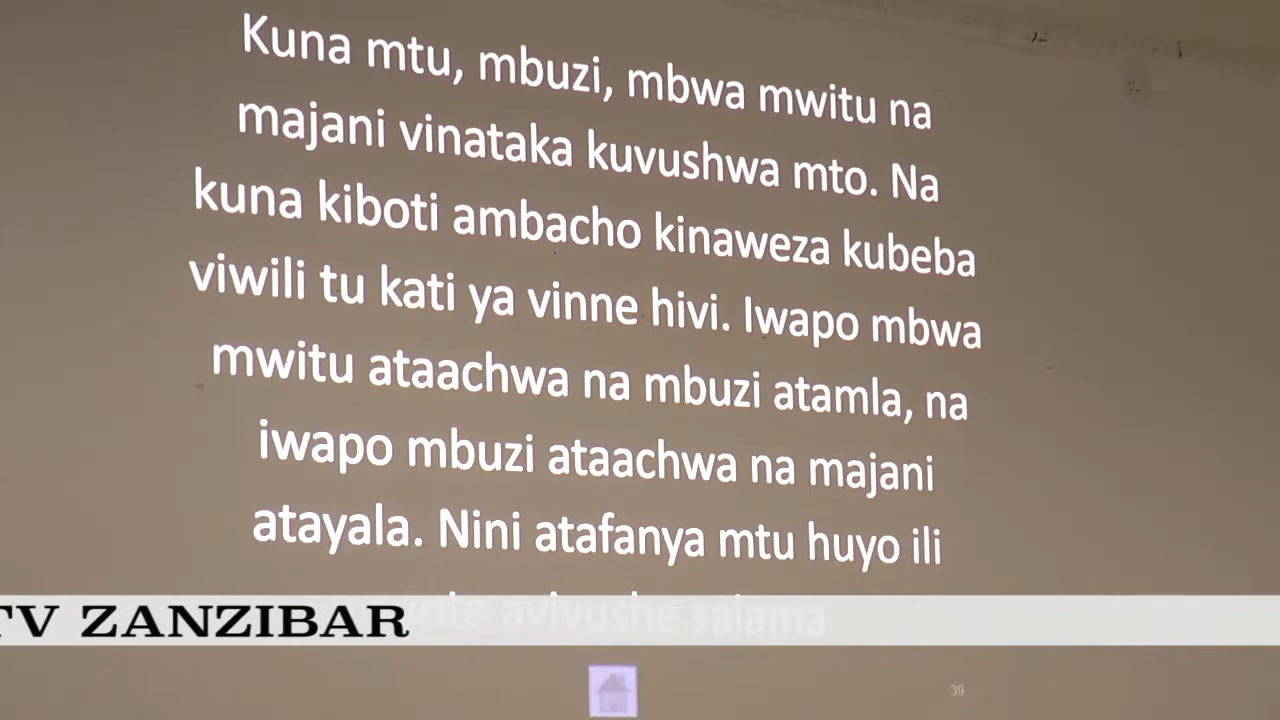 Kuna mtu, mbuzi, mbwa mwitu na
majani vinataka kuvushwa mto. Na
kuna kiboti ambacho kinaweza kubeba
viwili tu kati ya vinne hivi. Iwapo mbwa
mwitu ataachwa na mbuzi atamla, na
iwapo mbuzi ataachwa na majani
atayala. Nini atafanya mtu huyo ili
avivushe salama
TV ZANZIBAR
39